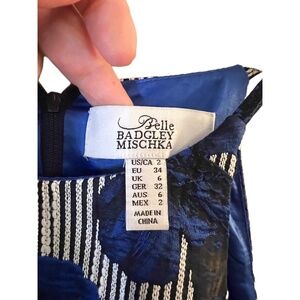 Belle
BADGLEY
MISCHKA
US/CA 2
EU 34
UK 6
GER 32
AUS 6
MEX 2
MADE IN
CHINA